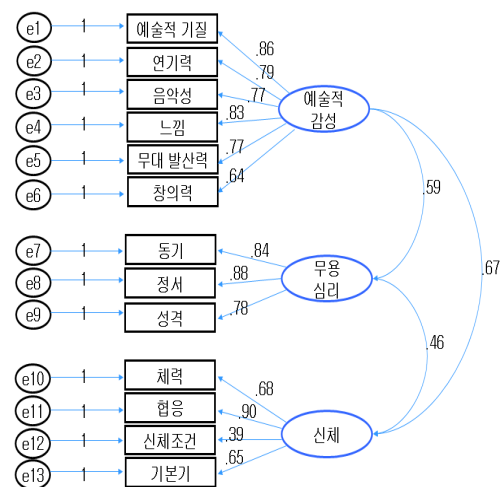 e1 1 예술적 기질 .86
e2 1 연기력 .79
e3 1 음악성 .77
예술적
감성
e4 1 느낌 .83
e5 1 무대 발산력 .77
e6 1 창의력 .64
.59
.67
e7 1 동기 .84
무용
심리
e8 1 정서 .88
e9 1 성격 .78
.46
e10 1 체력 .68
e11 1 협응 .90
신체
e12 1 신체조건 .39
e13 1 기본기 .65